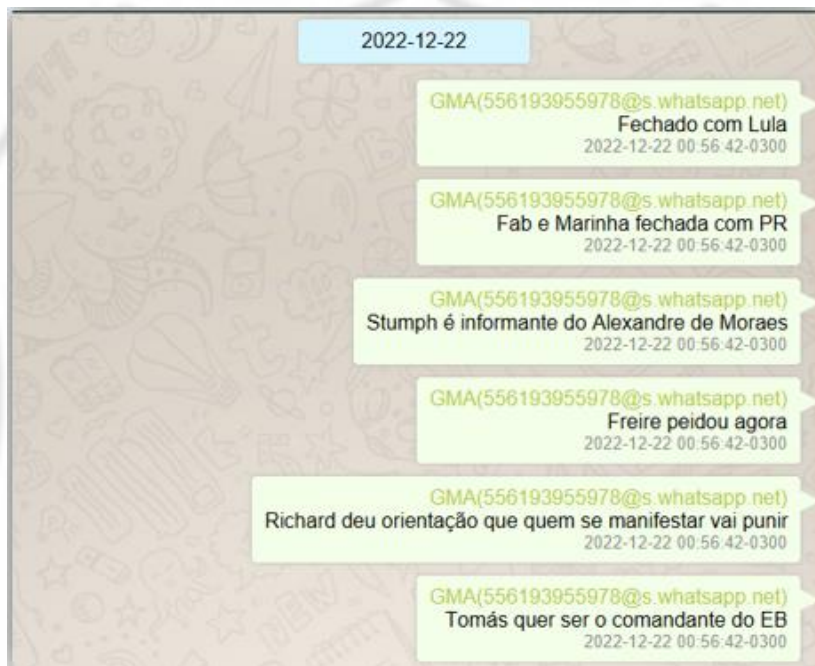 2022-12-22
GMA(556193955978@s.whatsapp.net)
Fechado com Lula
2022-12-22 00:56:42-0300
GMA(556193955978@s.whatsapp.net)
Fab e Marinha fechada com PR
2022-12-22 00:56:42-0300
GMA(556193955978@s.whatsapp.net)
Stumph é informante do Alexandre de Moraes
2022-12-22 00:56:42-0300
GMA(556193955978@s.whatsapp.net)
Freire peidou agora
2022-12-22 00:56:42-0300
GMA(556193955978@s.whatsapp.net)
Richard deu orientação que quem se manifestar vai punir
2022-12-22 00:56:42-0300
GMA(556193955978@s.whatsapp.net)
Tomás quer ser o comandante do EB
2022-12-22 00:56:42-0300